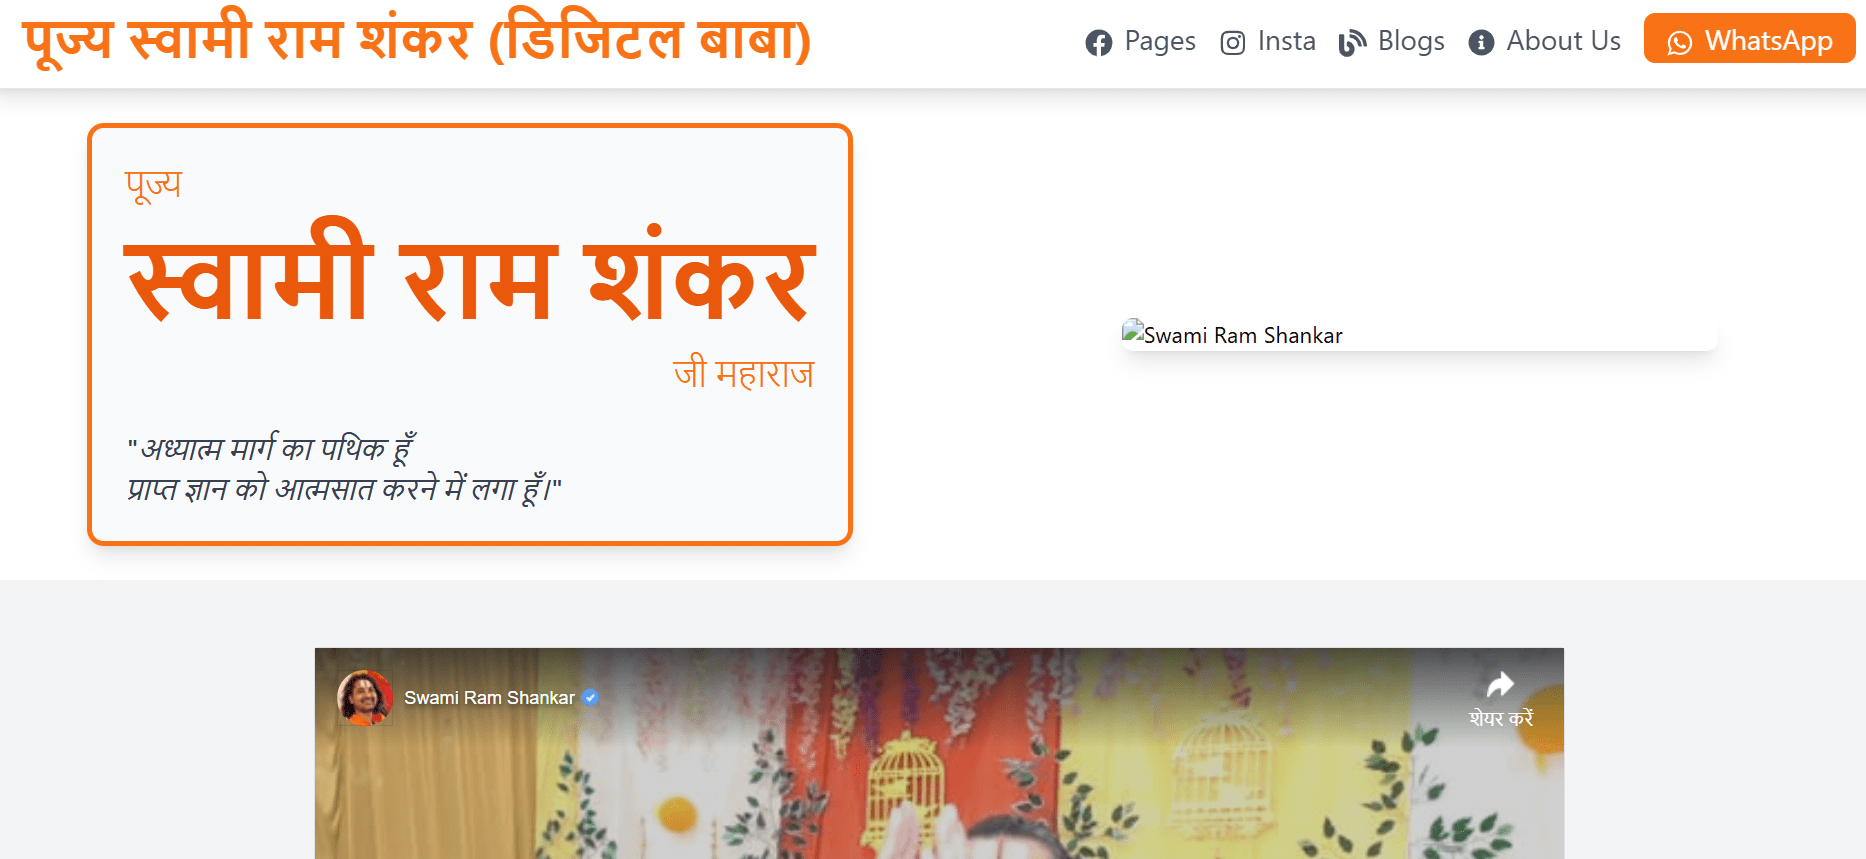 पूज्य स्वामी राम शंकर (डिजिटल बाबा)
Pages Insta Blogs About Us WhatsApp
पूज्य
स्वामी राम शंकर
जी महाराज
"अध्यात्म मार्ग का पथिक हूँ
प्राप्त ज्ञान को आत्मसात करने में लगा हूँ।"
Swami Ram Shankar
Swami Ram Shankar
शेयर करें